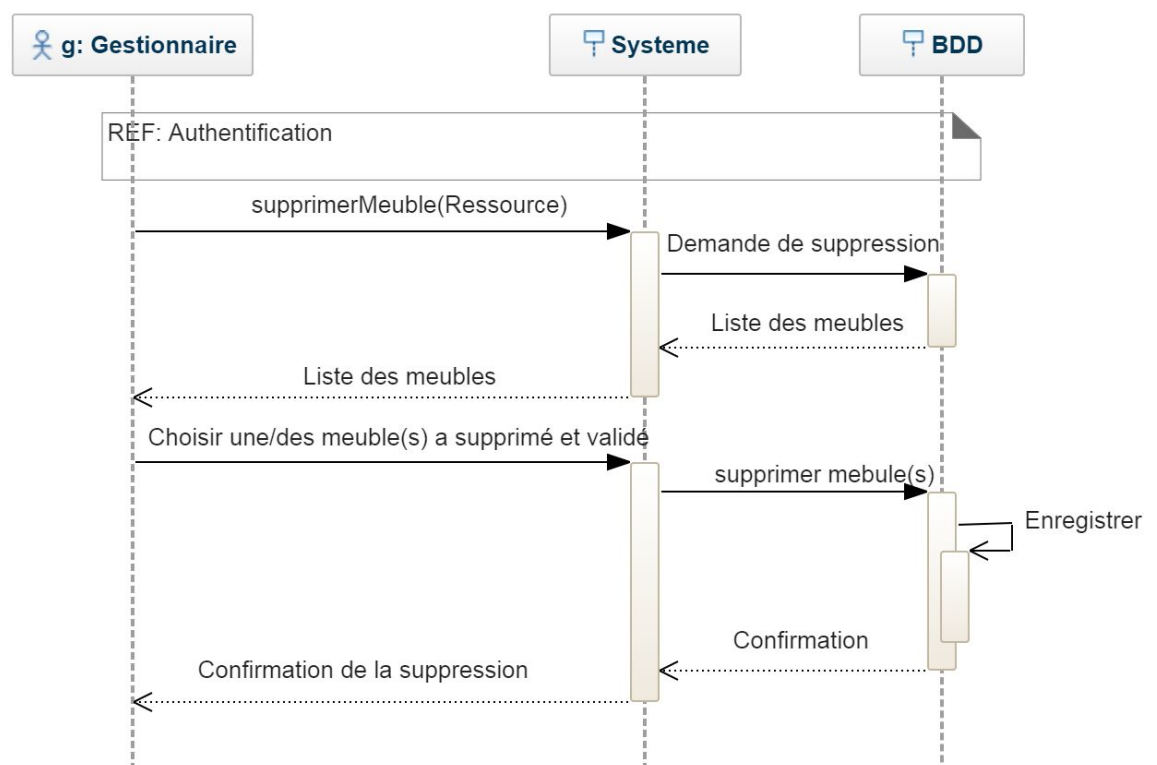 g: Gestionnaire
Systeme
BDD
REF: Authentification
supprimerMeuble(Ressource)
Demande de suppression
Liste des meubles
Liste des meubles
Choisir une/des meuble(s) a supprimé et validé
supprimer mebule(s)
Enregistrer
Confirmation
Confirmation de la suppression